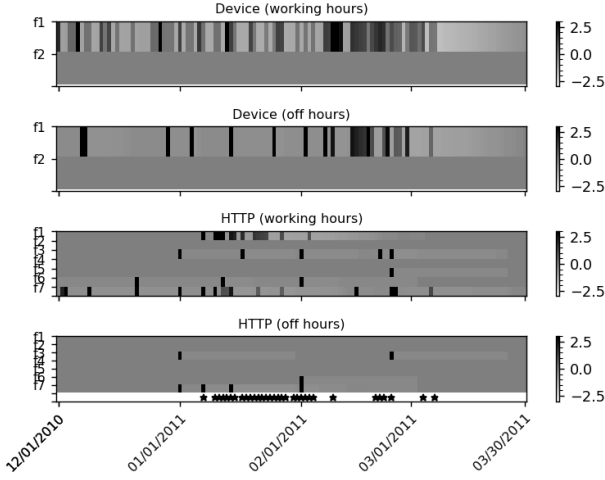 Device (working hours)
f1
f2
2.5
0.0
−2.5
Device (off hours)
f1
f2
2.5
0.0
−2.5
HTTP (working hours)
f1
f2
f3
f4
f5
f6
f7
2.5
0.0
−2.5
HTTP (off hours)
f1
f2
f3
f4
f5
f6
f7
2.5
0.0
−2.5
12/01/2010
01/01/2011
02/01/2011
03/01/2011
03/30/2011